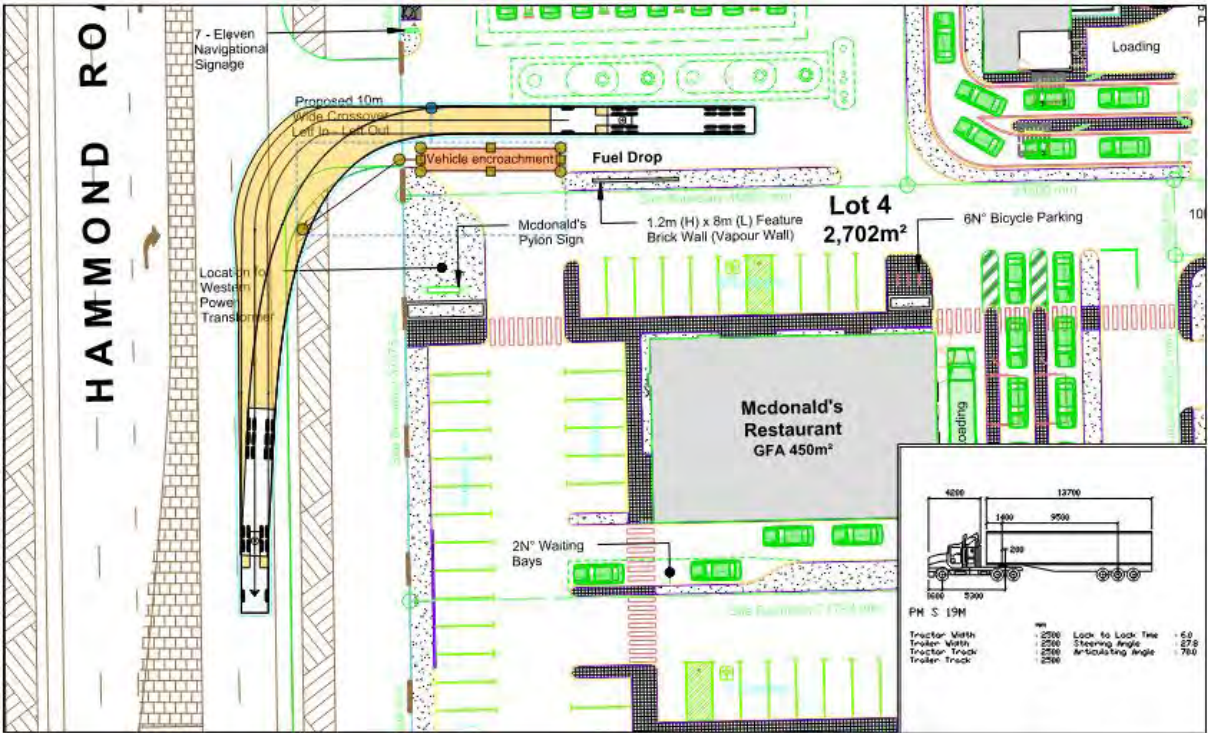 7 - Eleven
Navigational
Signage
Loading
HAMMOND ROA
Proposed 10m
Wide Crossover
Left In - Left Out
Vehicle encroachment
Fuel Drop
Mcdonald's
Pylon Sign
1.2m (H) x 8m (L) Feature
Brick Wall (Vapour Wall)
Lot 4
2,702m²
6N° Bicycle Parking
Location for
Western
Power
Transformer
Mcdonald's
Restaurant
GFA 450m²
Loading
2N° Waiting
Bays
4200
13700
1400
9500
200
1600
5300
PM S 19M
mm
Tractor Width : 2500 Lock to Lock Time : 6.0
Trailer Width : 2500 Steering Angle : 27.8
Tractor Track : 2500 Articulating Angle : 70.0
Trailer Track : 2500